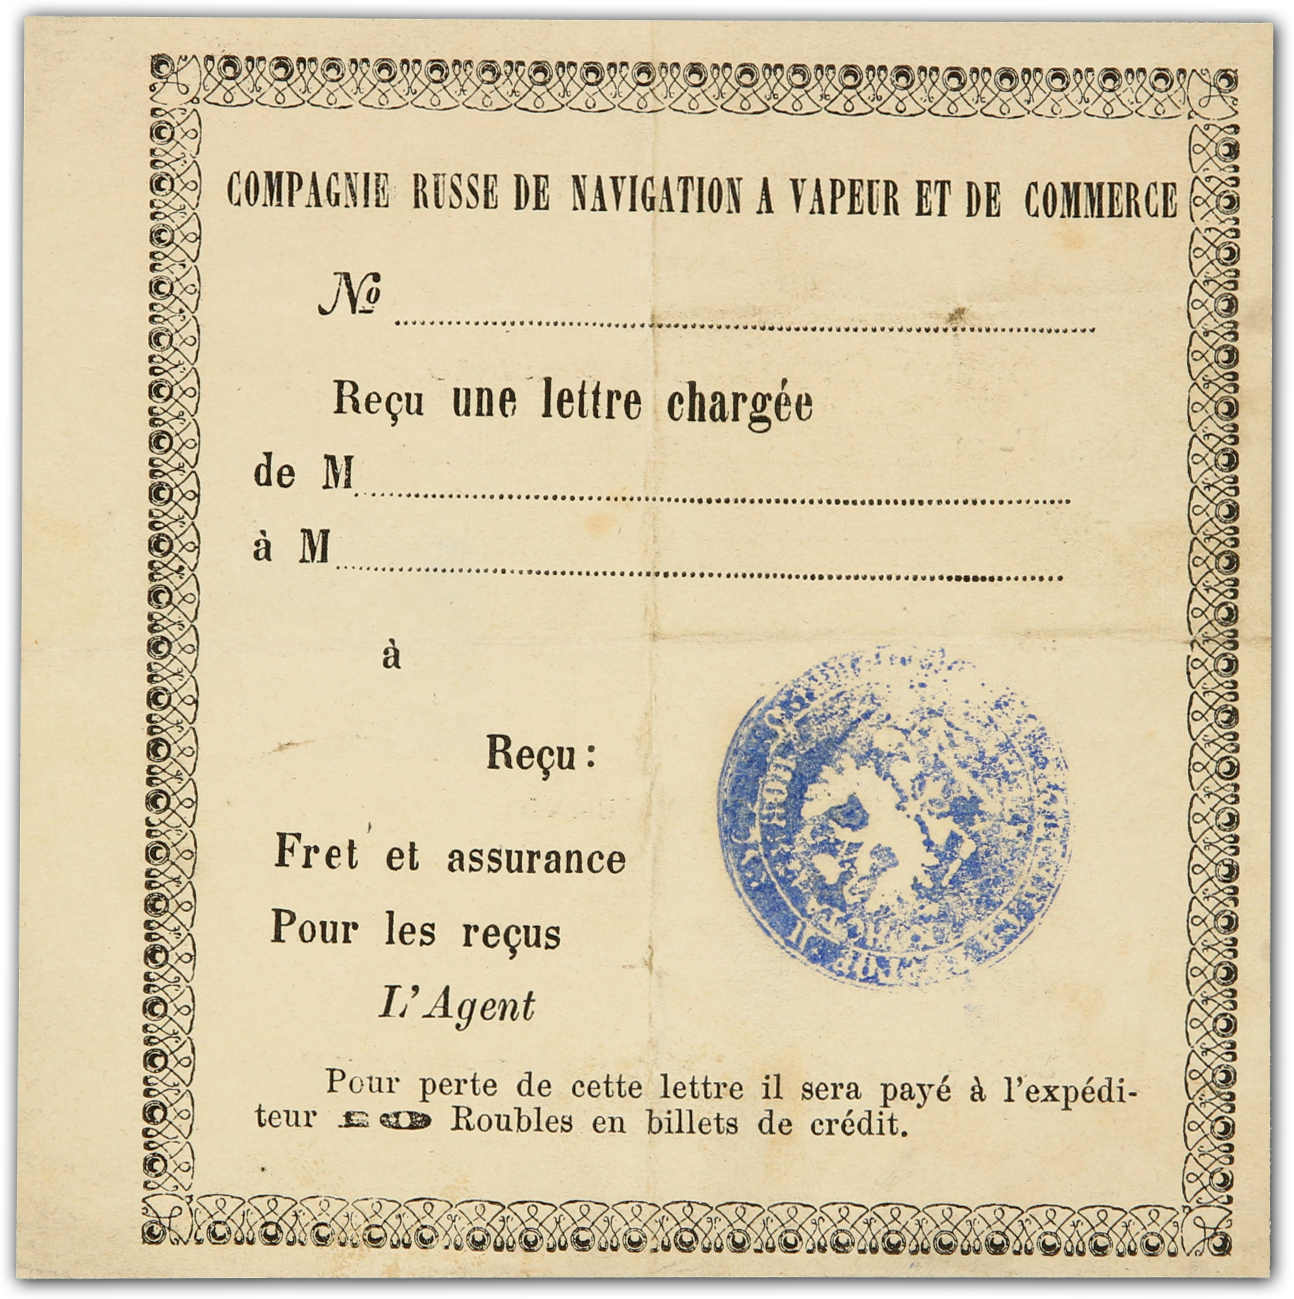 COMPAGNIE RUSSE DE NAVIGATION A VAPEUR ET DE COMMERCE
No
Reçu une lettre chargée
de M
à M
à
Reçu:
Fret et assurance
Pour les reçus
L'Agent
Pour perte de cette lettre il sera payé à l'expédi-
teur Roubles en billets de crédit.